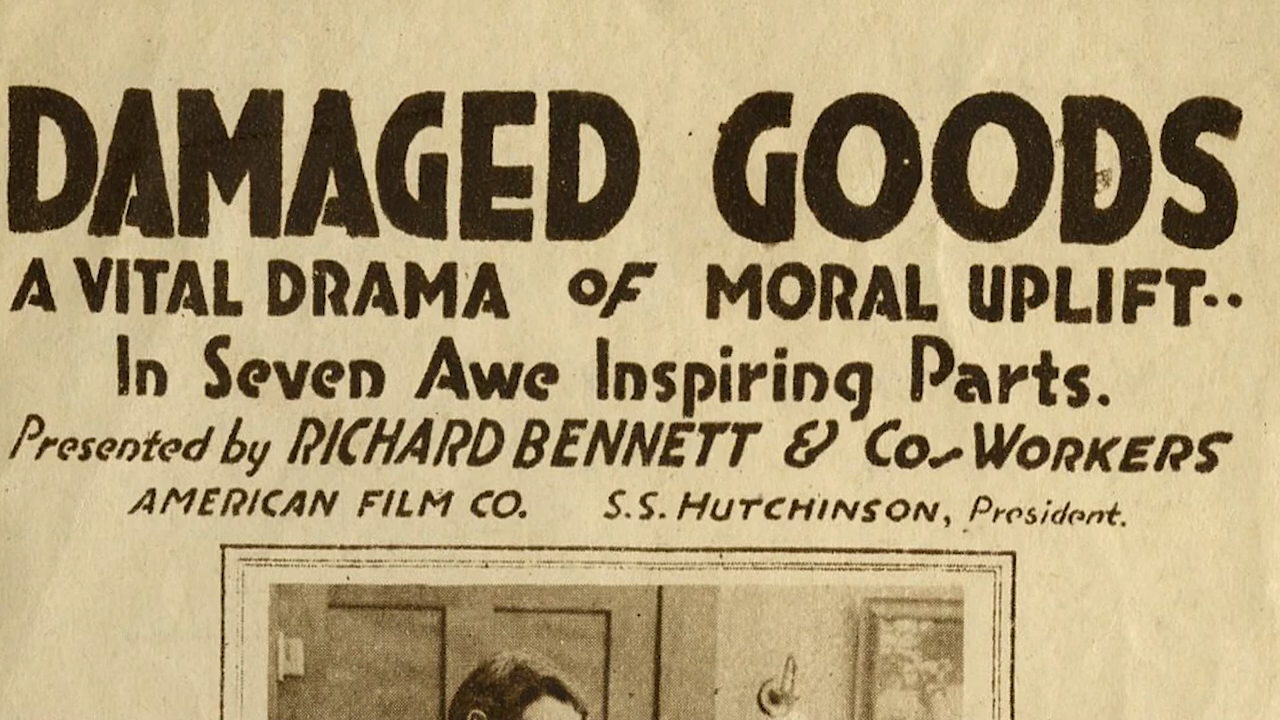 DAMAGED GOODS
A VITAL DRAMA OF MORAL UPLIFT..
In Seven Awe Inspiring Parts.
Presented by RICHARD BENNETT & Co-WORKERS
AMERICAN FILM CO. S.S. HUTCHINSON, President.